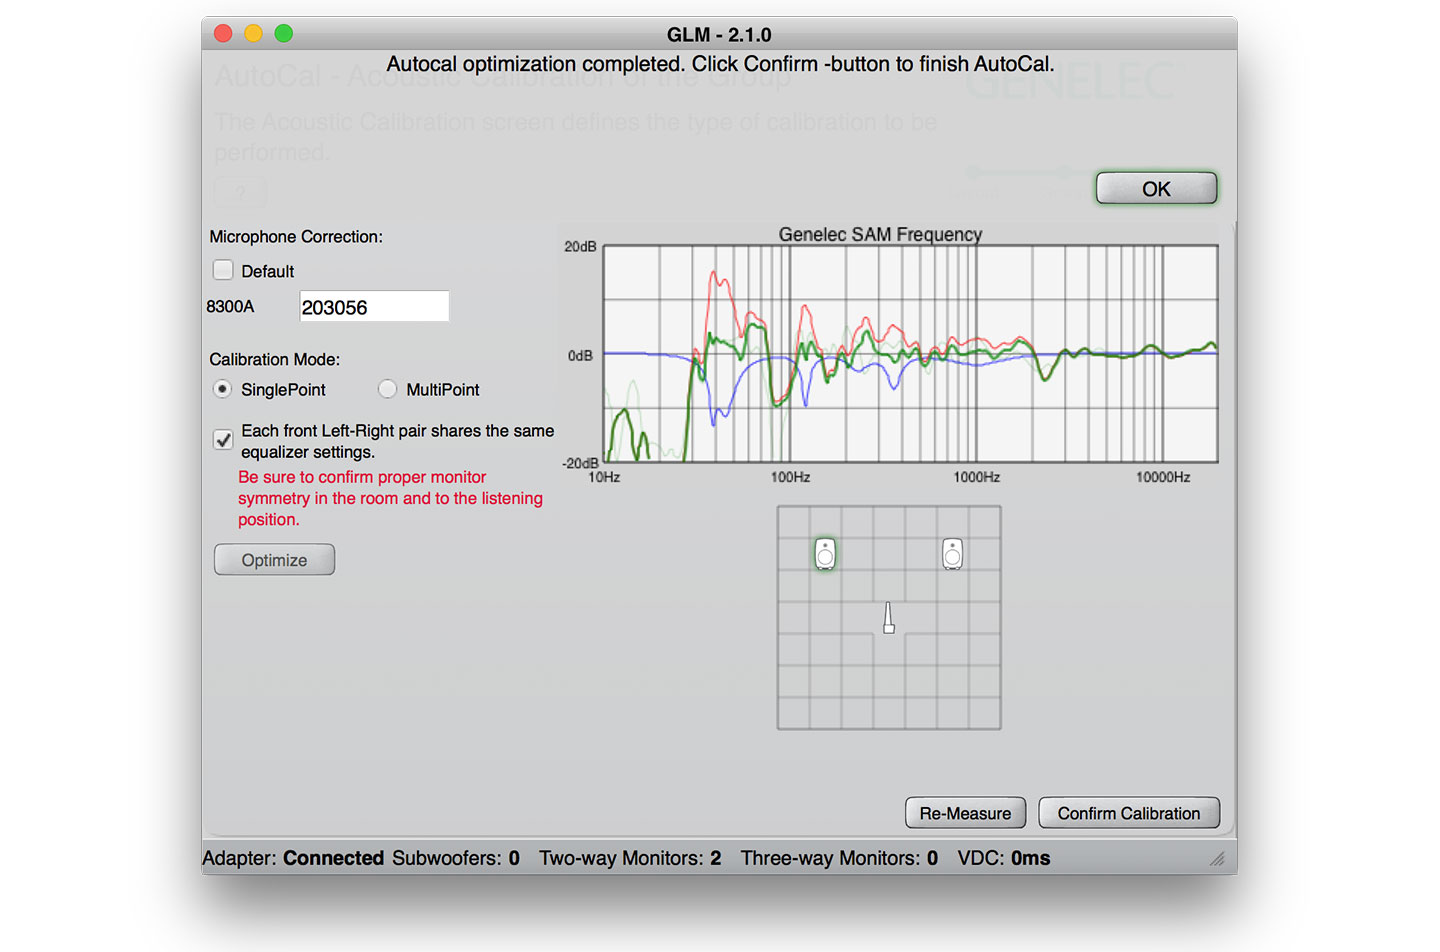 GLM - 2.1.0
Autocal optimization completed. Click Confirm -button to finish AutoCal.
AutoCal - Acoustic Calibration of the Group
GENELEC
The Acoustic Calibration screen defines the type of calibration to be
performed.
?
OK
Microphone Correction:
Default
8300A
203056
Calibration Mode:
SinglePoint
MultiPoint
Each front Left-Right pair shares the same
equalizer settings.
Be sure to confirm proper monitor
symmetry in the room and to the listening
position.
Optimize
Genelec SAM Frequency
20dB
0dB
-20dB
10Hz
100Hz
1000Hz
10000Hz
Re-Measure
Confirm Calibration
Adapter: Connected Subwoofers: 0 Two-way Monitors: 2 Three-way Monitors: 0 VDC: 0ms